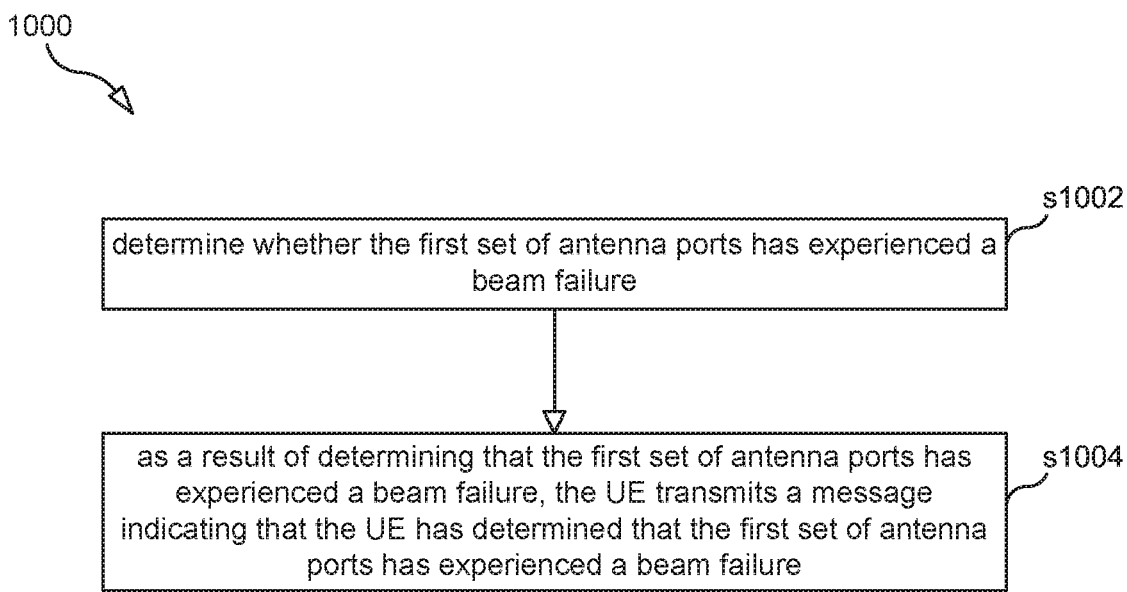 1000
s1002
determine whether the first set of antenna ports has experienced a
beam failure
s1004
as a result of determining that the first set of antenna ports has
experienced a beam failure, the UE transmits a message
indicating that the UE has determined that the first set of antenna
ports has experienced a beam failure